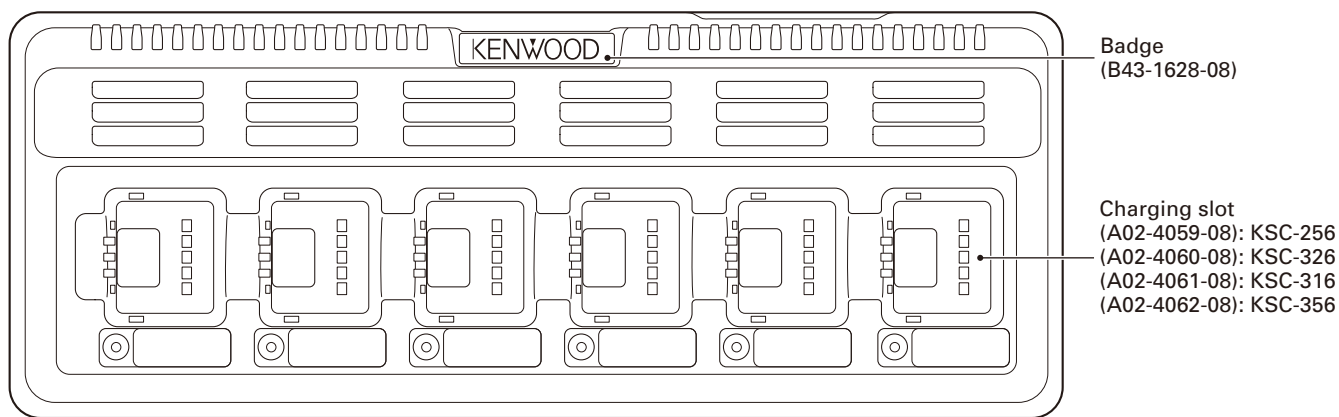 KENWOOD
Badge
(B43-1628-08)
Charging slot
(A02-4059-08): KSC-256
(A02-4060-08): KSC-326
(A02-4061-08): KSC-316
(A02-4062-08): KSC-356